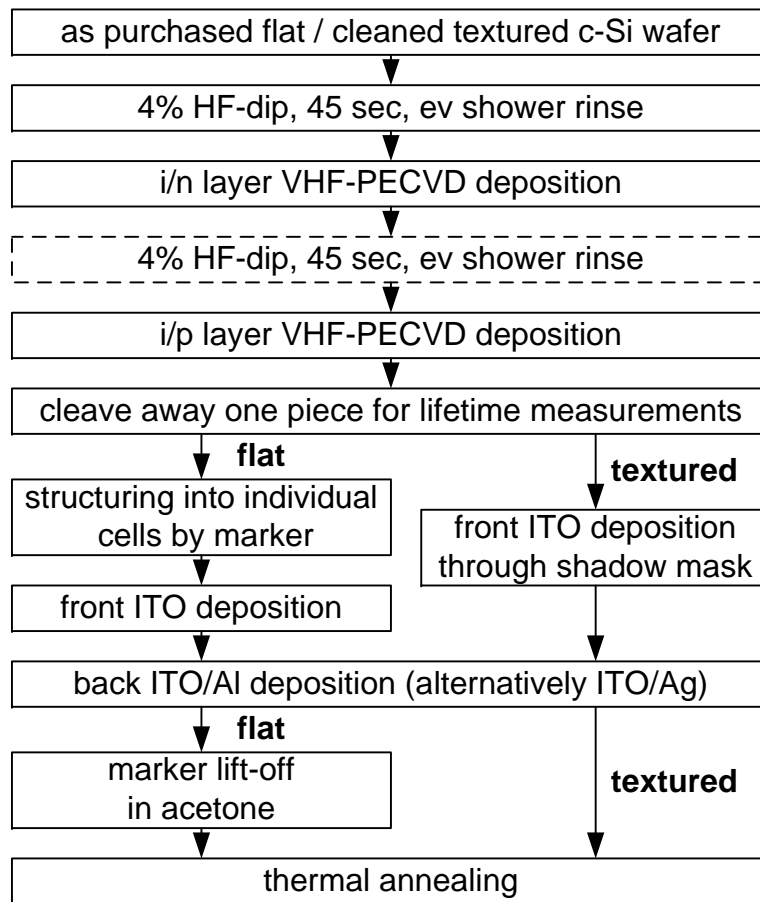 as purchased flat / cleaned textured c-Si wafer
4% HF-dip, 45 sec, ev shower rinse
i/n layer VHF-PECVD deposition
4% HF-dip, 45 sec, ev shower rinse
i/p layer VHF-PECVD deposition
cleave away one piece for lifetime measurements
flat
textured
structuring into individual
cells by marker
front ITO deposition
through shadow mask
front ITO deposition
back ITO/Al deposition (alternatively ITO/Ag)
flat
textured
marker lift-off
in acetone
thermal annealing